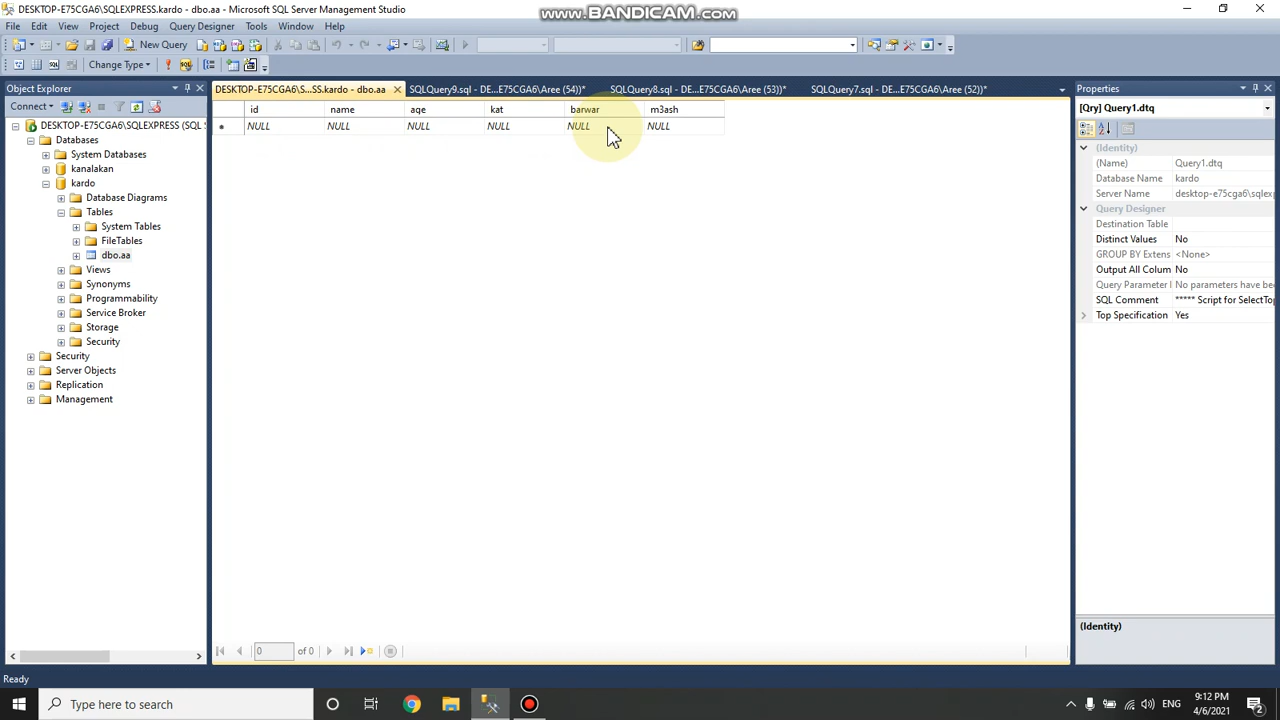 DESKTOP-E75CGA6\SQLEXPRESS.kardo - dbo.aa - Microsoft SQL Server Management Studio
www.BANDICAM.com
File Edit View Project Debug Query Designer Tools Window Help
New Query
Change Type
Object Explorer
DESKTOP-E75CGA6\S...SS.kardo - dbo.aa
SQLQuery9.sql - DE...E75CGA6\Aree (54))*
SQLQuery8.sql - DE...E75CGA6\Aree (53))*
SQLQuery7.sql - DE...E75CGA6\Aree (52))*
Properties
Connect
id name age kat barwar m3ash
NULL NULL NULL NULL NULL NULL
[Qry] Query1.dtq
DESKTOP-E75CGA6\SQLEXPRESS (SQL S
Databases
System Databases
kanalakan
kardo
Database Diagrams
Tables
System Tables
FileTables
dbo.aa
Views
Synonyms
Programmability
Service Broker
Storage
Security
Security
Server Objects
Replication
Management
(Identity)
(Name) Query1.dtq
Database Name kardo
Server Name desktop-e75cga6\sqlexp
Query Designer
Destination Table
Distinct Values No
GROUP BY Extens <None>
Output All Colum No
Query Parameter No parameters have be
SQL Comment ***** Script for SelectTop
Top Specification Yes
(Identity)
0 of 0
Ready
Type here to search
ENG
9:12 PM
4/6/2021
2